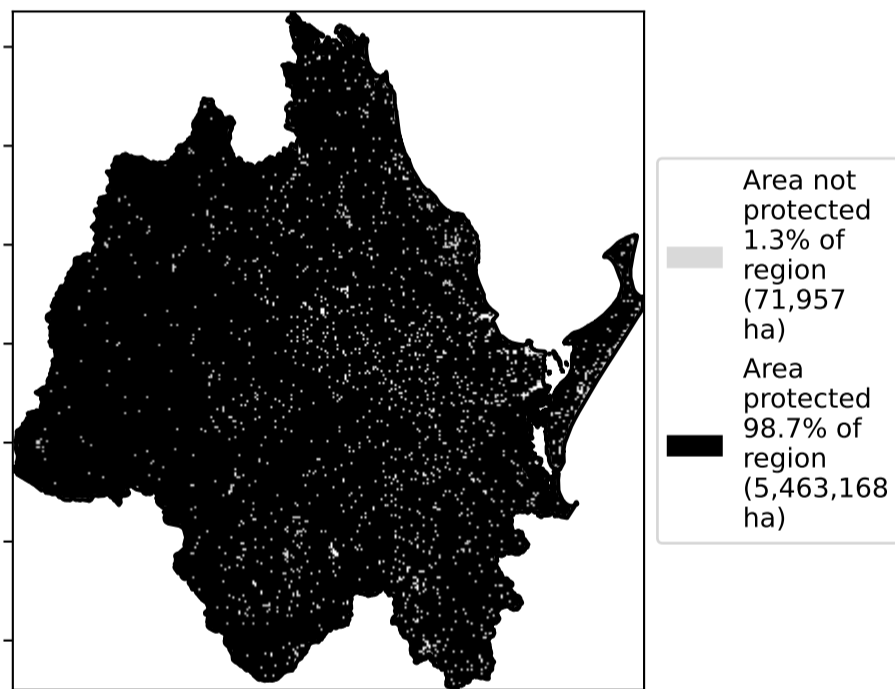 Area not
protected
1.3% of
region
(71,957
ha)
Area
protected
98.7% of
region
(5,463,168
ha)